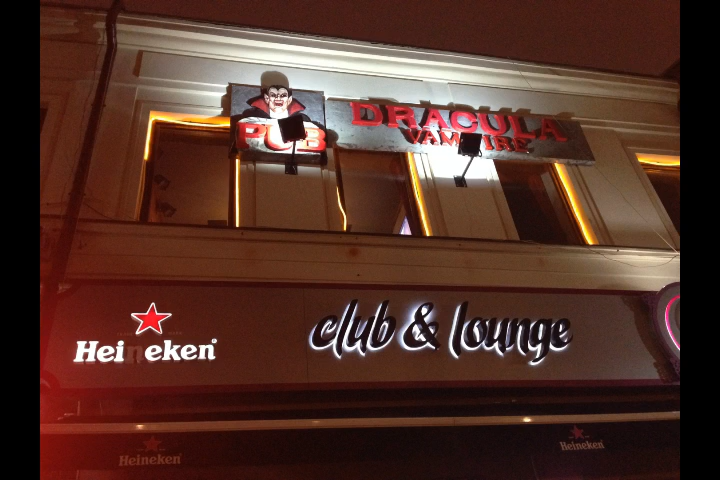 PUB
DRACULA
VAMPIRE
Heineken
club & lounge
Heineken
Heineken